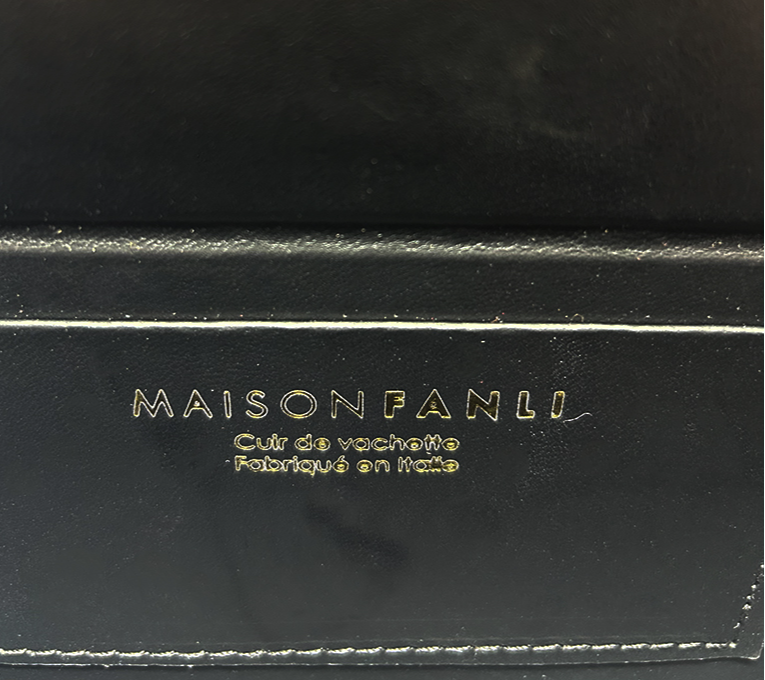 MAISONFANLI
Cuir de vachette
Fabriqué en Italie